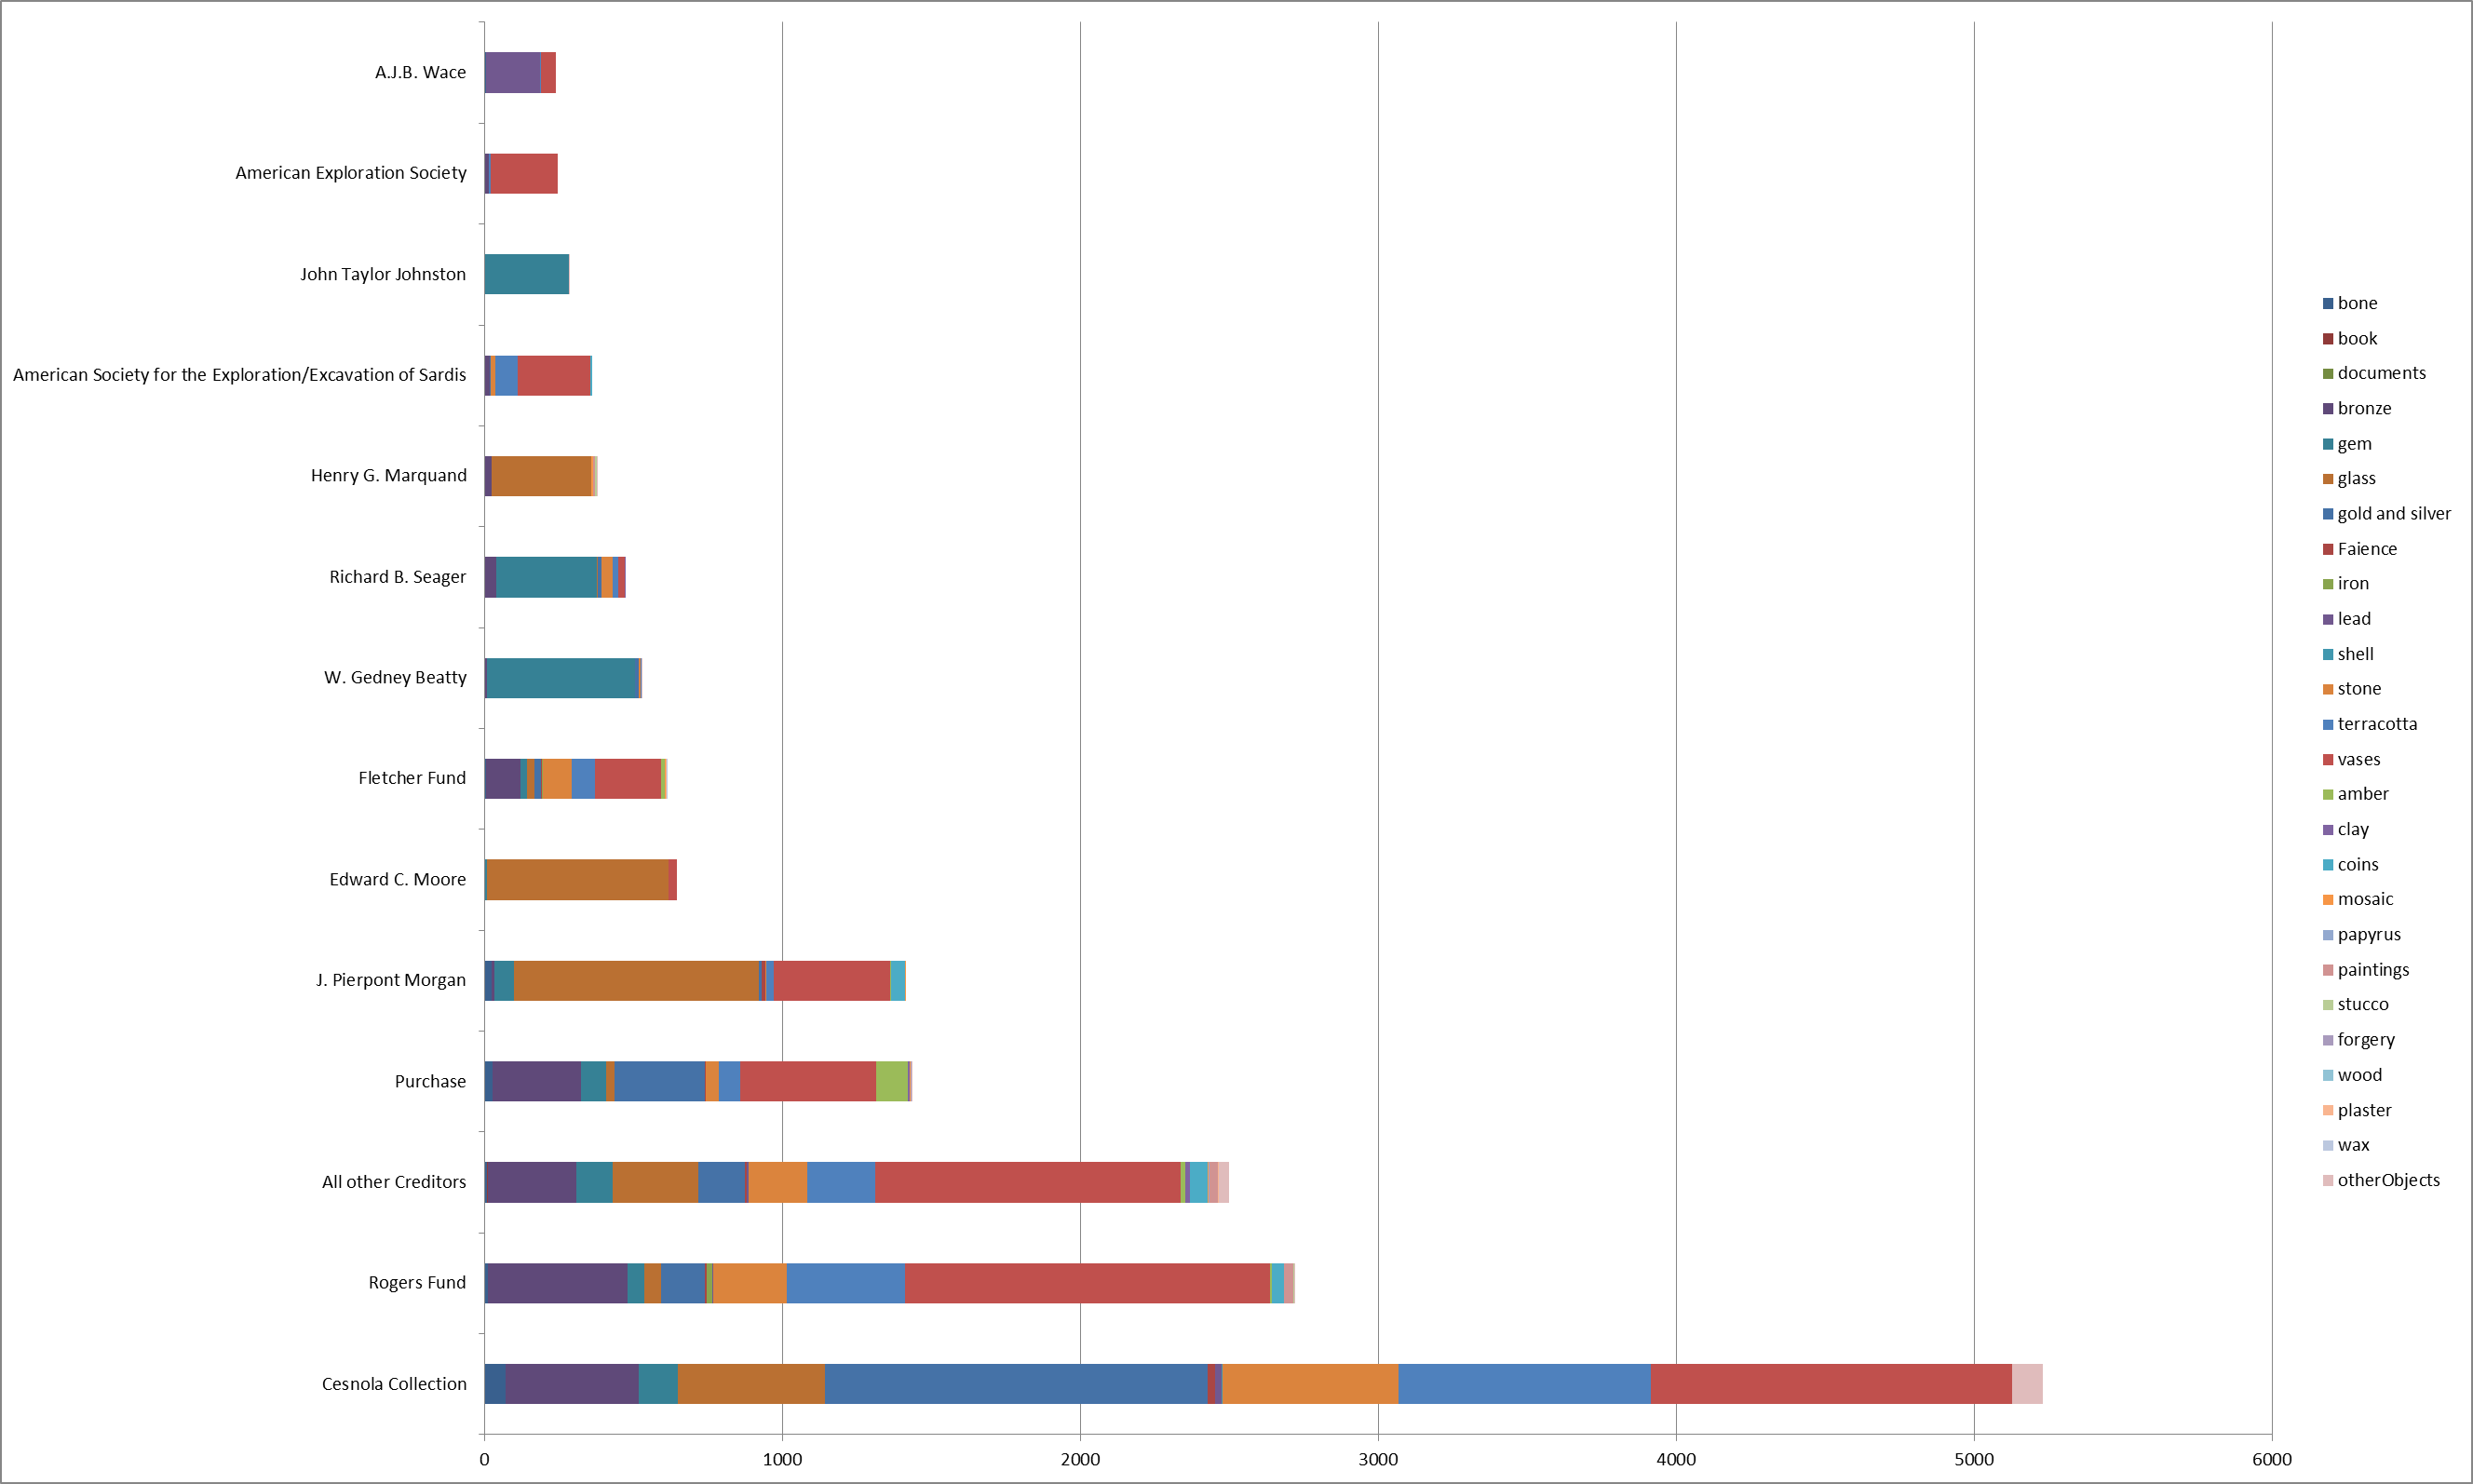 A.J.B. Wace
American Exploration Society
John Taylor Johnston
American Society for the Exploration/Excavation of Sardis
Henry G. Marquand
Richard B. Seager
W. Gedney Beatty
Fletcher Fund
Edward C. Moore
J. Pierpont Morgan
Purchase
All other Creditors
Rogers Fund
Cesnola Collection
0 1000 2000 3000 4000 5000 6000
bone
book
documents
bronze
gem
glass
gold and silver
Faience
iron
lead
shell
stone
terracotta
vases
amber
clay
coins
mosaic
papyrus
paintings
stucco
forgery
wood
plaster
wax
otherObjects